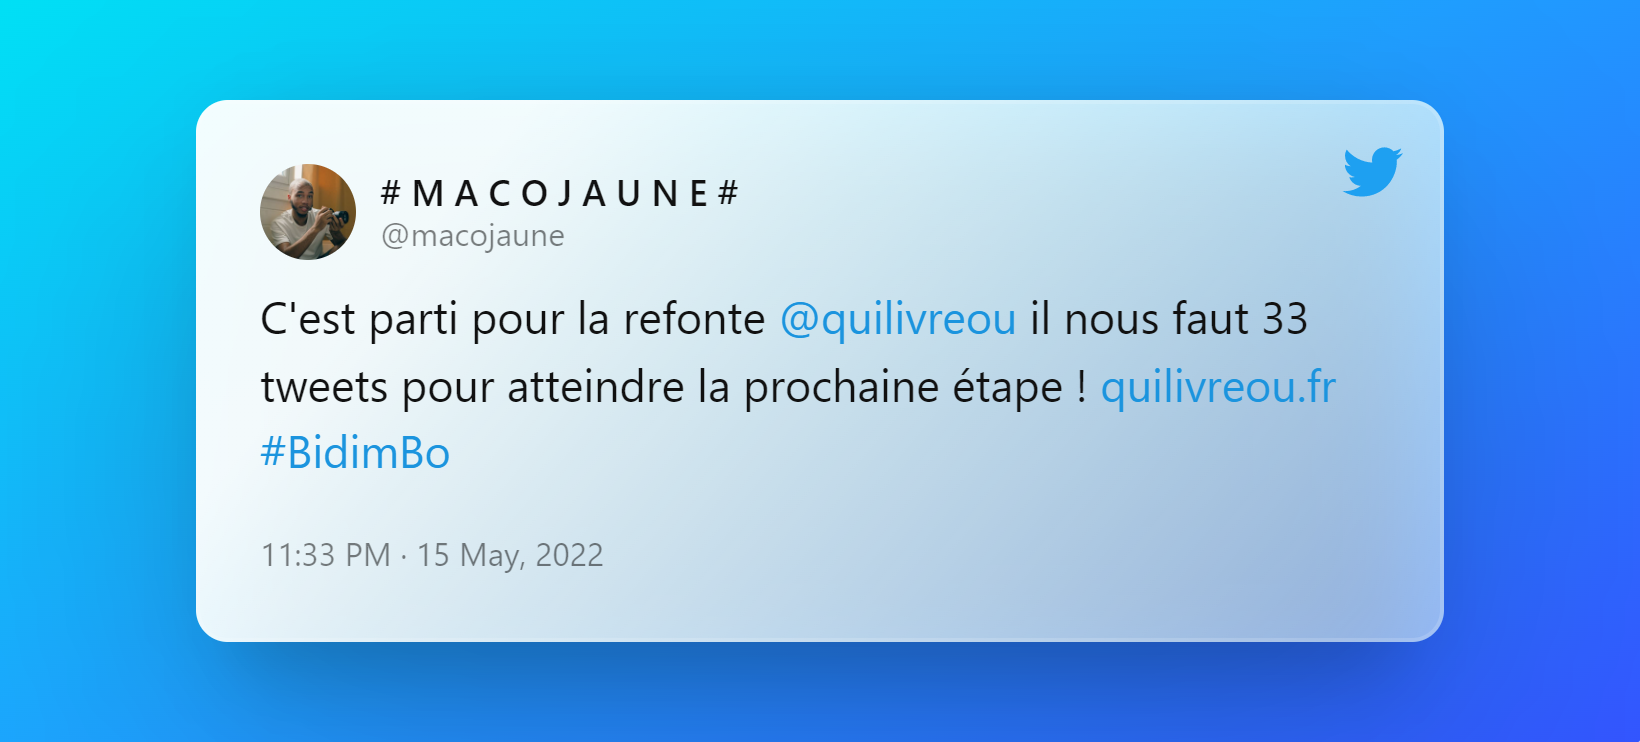 #MACOJAUNE#
@macojaune
C'est parti pour la refonte @quilivreou il nous faut 33
tweets pour atteindre la prochaine étape ! quilivreou.fr
#BidimBo
11:33 PM · 15 May, 2022